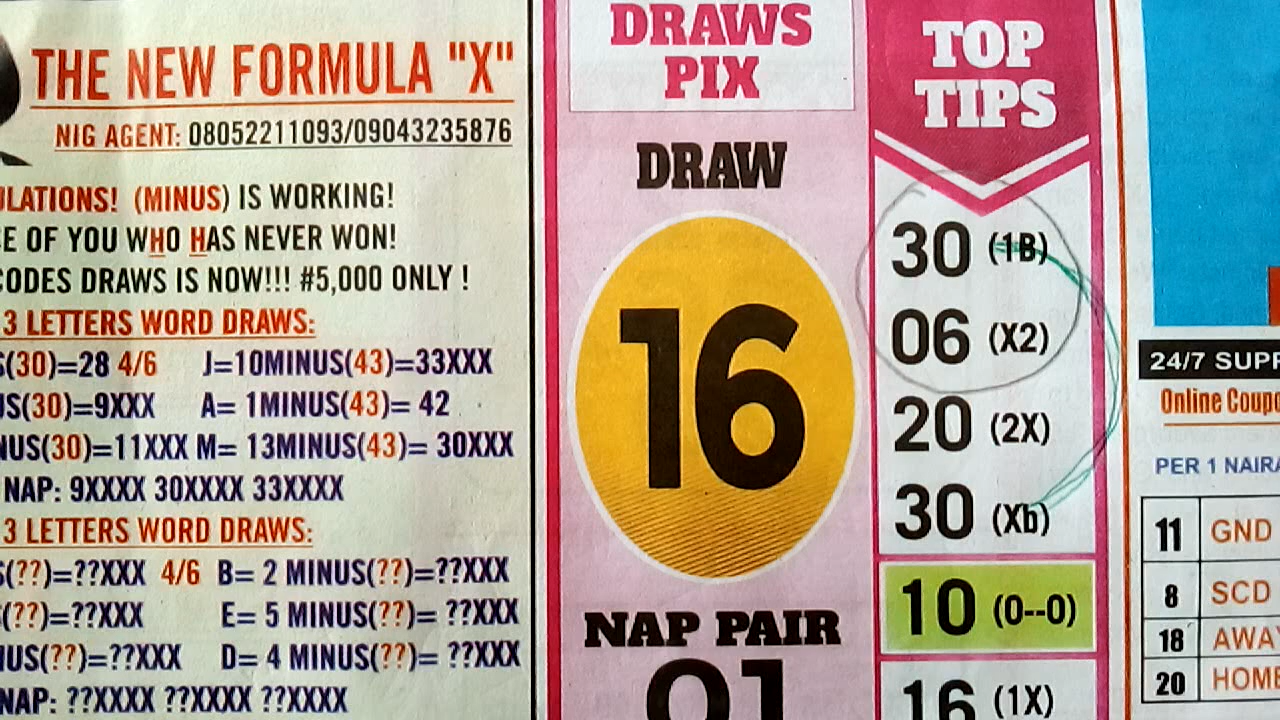 THE NEW FORMULA "X"
NIG AGENT: 08052211093/09043235876
(MINUS) IS WORKING!
E OF YOU WHO HAS NEVER WON!
CODES DRAWS IS NOW!!! #5,000 ONLY !
3 LETTERS WORD DRAWS:
S(30)=28 4/6 J=10MINUS(43)=33XXX
US(30)=9XXX A= 1MINUS(43)= 42
NUS(30)=11XXX M= 13MINUS(43)= 30XXX
NAP: 9XXXX 30XXXX 33XXXX
3 LETTERS WORD DRAWS:
S(??)=??XXX 4/6 B= 2 MINUS(??)=??XXX
(??)=??XXX E= 5 MINUS(??)= ??XXX
US(??)=??XXX D= 4 MINUS(??)= ??XXX
NAP: ??XXXX ??XXXX ??XXXX
DRAWS
PIX
DRAW
16
NAP PAIR
01
TOP
TIPS
30 (1B)
06 (X2)
20 (2X)
30 (Xb)
10 (0--0)
16 (1X)
24/7 SUPP
Online Coupo
PER 1 NAIRA
11 GND
8 SCD
18 AWAY
20 HOME